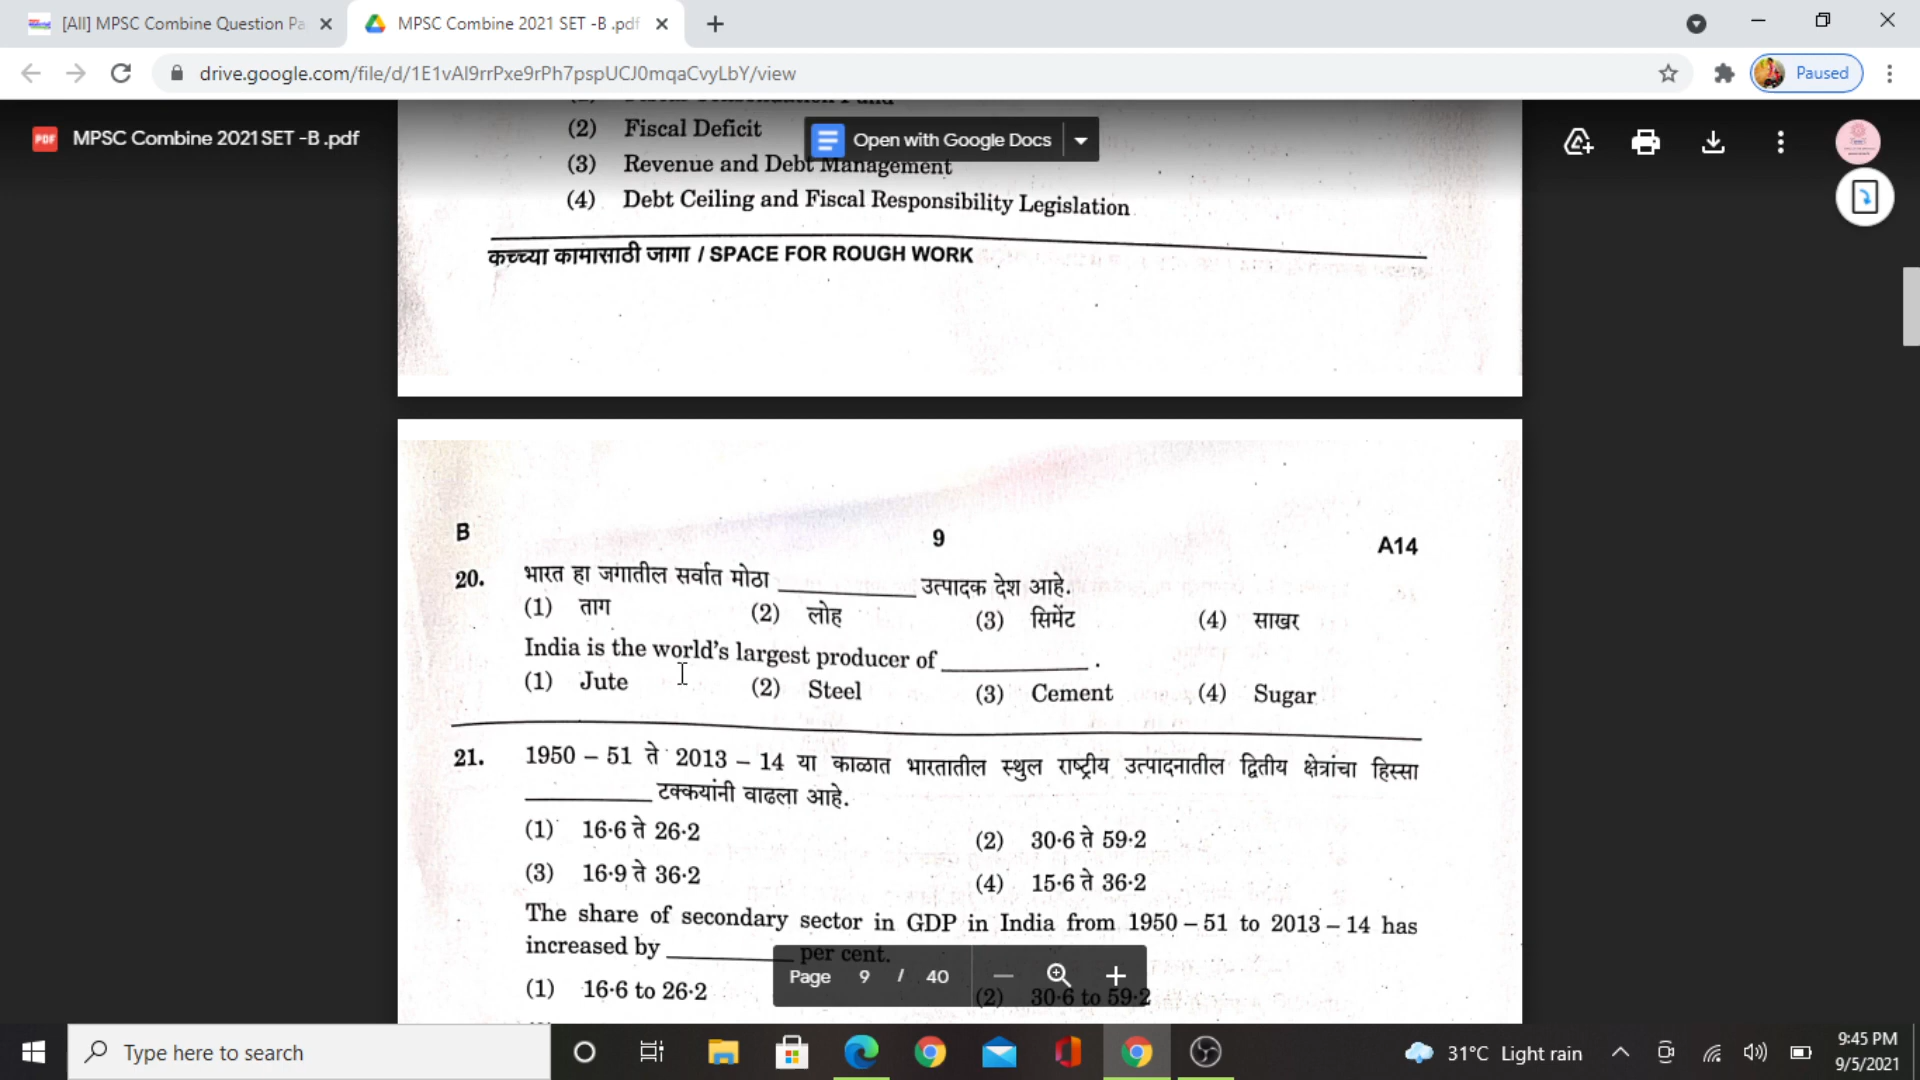 [All] MPSC Combine Question Pa
MPSC Combine 2021 SET -B .pdf
drive.google.com/file/d/1E1vAl9rrPxe9rPh7pspUCJ0mqaCvyLbY/view
Paused
MPSC Combine 2021 SET -B .pdf
Open with Google Docs
(2) Fiscal Deficit
(3) Revenue and Debt Management
(4) Debt Ceiling and Fiscal Responsibility Legislation
कच्च्या कामासाठी जागा / SPACE FOR ROUGH WORK
B 9 A14
20. भारत हा जगातील सर्वात मोठा __________ उत्पादक देश आहे.
(1) ताग (2) लोह (3) सिमेंट (4) साखर
India is the world's largest producer of __________ .
(1) Jute (2) Steel (3) Cement (4) Sugar
21. 1950 – 51 ते 2013 – 14 या काळात भारतातील स्थुल राष्ट्रीय उत्पादनातील द्वितीय क्षेत्रांचा हिस्सा
__________ टक्कयांनी वाढला आहे.
(1) 16·6 ते 26·2 (2) 30·6 ते 59·2
(3) 16·9 ते 36·2 (4) 15·6 ते 36·2
The share of secondary sector in GDP in India from 1950 – 51 to 2013 – 14 has
increased by __________ per cent.
(1) 16·6 to 26·2 (2) 30·6 to 59·2
Page 9 / 40
Type here to search
31°C Light rain
9:45 PM
9/5/2021